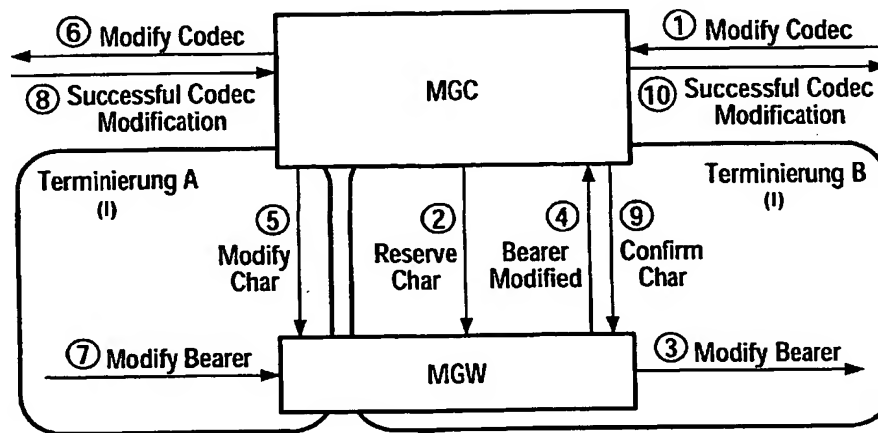 ⑥ Modify Codec
① Modify Codec
⑧ Successful Codec
Modification
MGC
⑩ Successful Codec
Modification
Terminierung A
(I)
Terminierung B
(I)
⑤
Modify
Char
②
Reserve
Char
④
Bearer
Modified
⑨
Confirm
Char
⑦ Modify Bearer
MGW
③ Modify Bearer